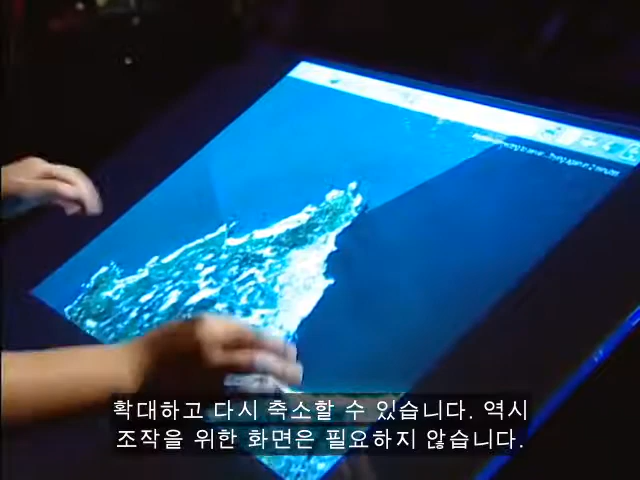 확대하고 다시 축소할 수 있습니다. 역시
조작을 위한 화면은 필요하지 않습니다.